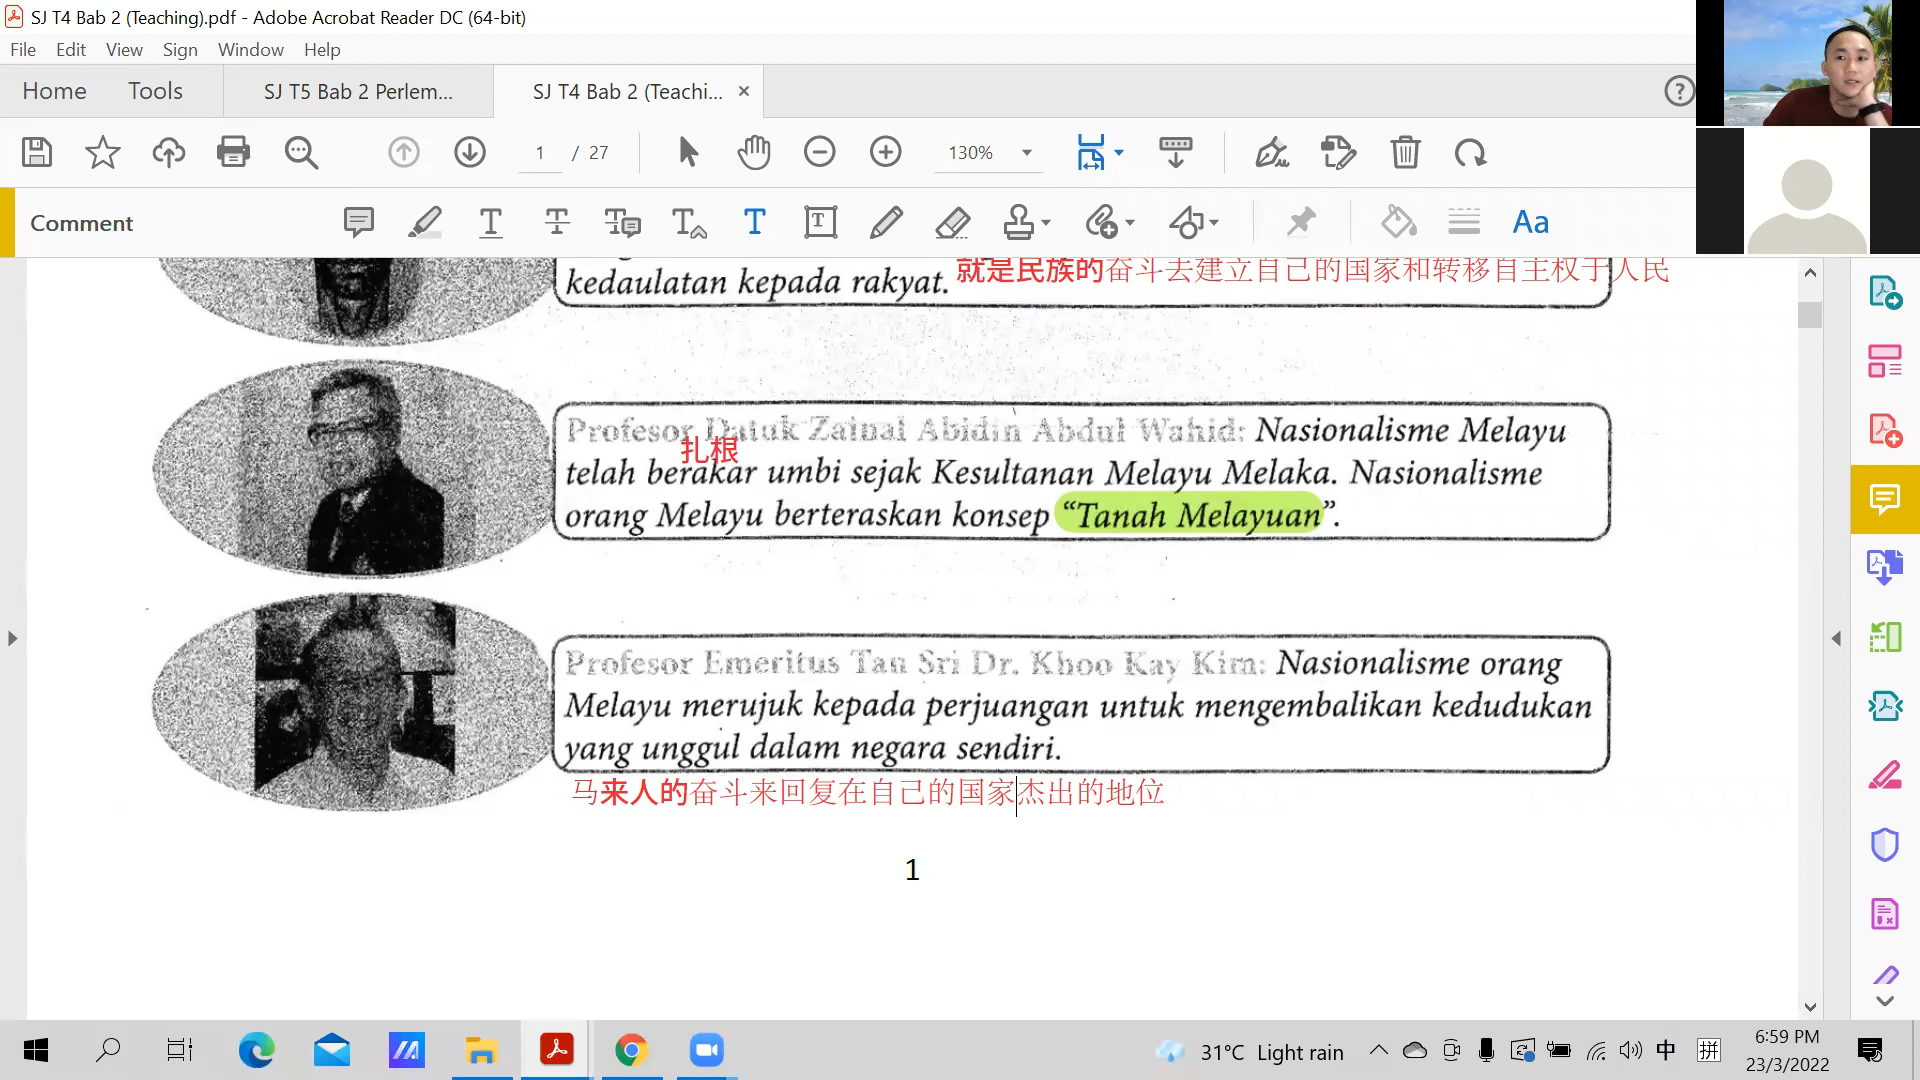 SJ T4 Bab 2 (Teaching).pdf - Adobe Acrobat Reader DC (64-bit)
File Edit View Sign Window Help
Home Tools SJ T5 Bab 2 Perlem... SJ T4 Bab 2 (Teachi... ×
1 / 27 130%
Comment
Aa
kedaulatan kepada rakyat. 就是民族的奋斗去建立自己的国家和转移自主权于人民
Profesor Datuk Zainal Abidin Abdul Wahid: Nasionalisme Melayu
扎根
telah berakar umbi sejak Kesultanan Melayu Melaka. Nasionalisme
orang Melayu berteraskan konsep “Tanah Melayuan”.
Profesor Emeritus Tan Sri Dr. Khoo Kay Kim: Nasionalisme orang
Melayu merujuk kepada perjuangan untuk mengembalikan kedudukan
yang unggul dalam negara sendiri.
马来人的奋斗来回复在自己的国家杰出的地位
1
31°C Light rain 中 拼 6:59 PM
23/3/2022